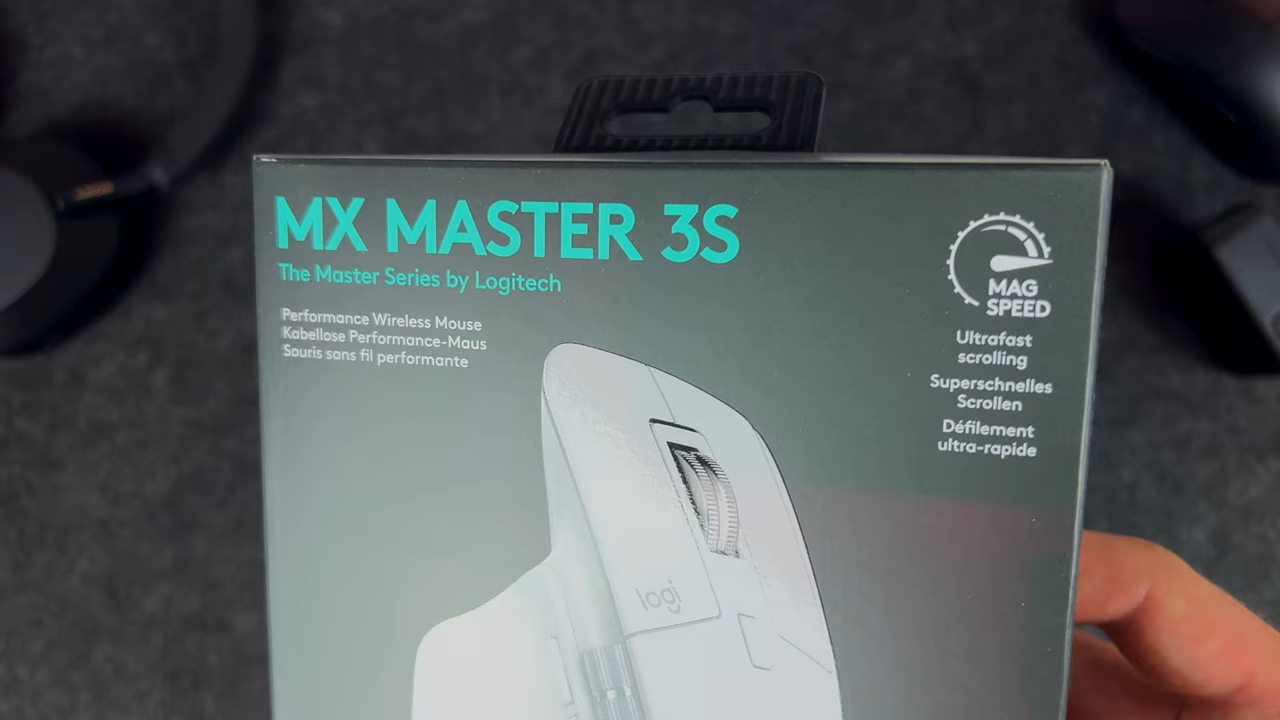 MX MASTER 3S
The Master Series by Logitech
Performance Wireless Mouse
Kabellose Performance-Maus
Souris sans fil performante
MAG
SPEED
Ultrafast
scrolling
Superschnelles
Scrollen
Défilement
ultra-rapide
logi